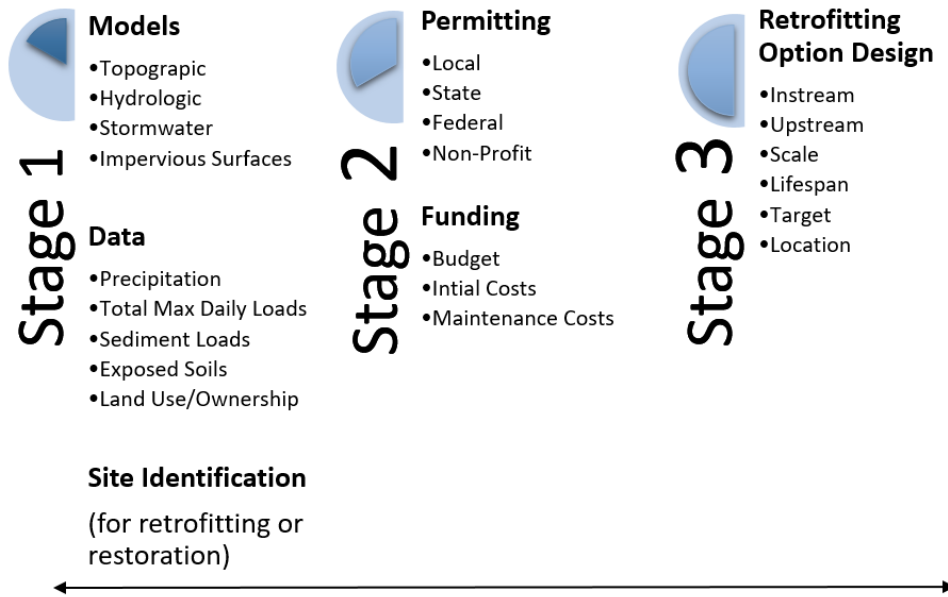 Stage 1
Models
•Topograpic
•Hydrologic
•Stormwater
•Impervious Surfaces
Data
•Precipitation
•Total Max Daily Loads
•Sediment Loads
•Exposed Soils
•Land Use/Ownership
Site Identification
(for retrofitting or
restoration)
Stage 2
Permitting
•Local
•State
•Federal
•Non-Profit
Funding
•Budget
•Intial Costs
•Maintenance Costs
Stage 3
Retrofitting
Option Design
•Instream
•Upstream
•Scale
•Lifespan
•Target
•Location